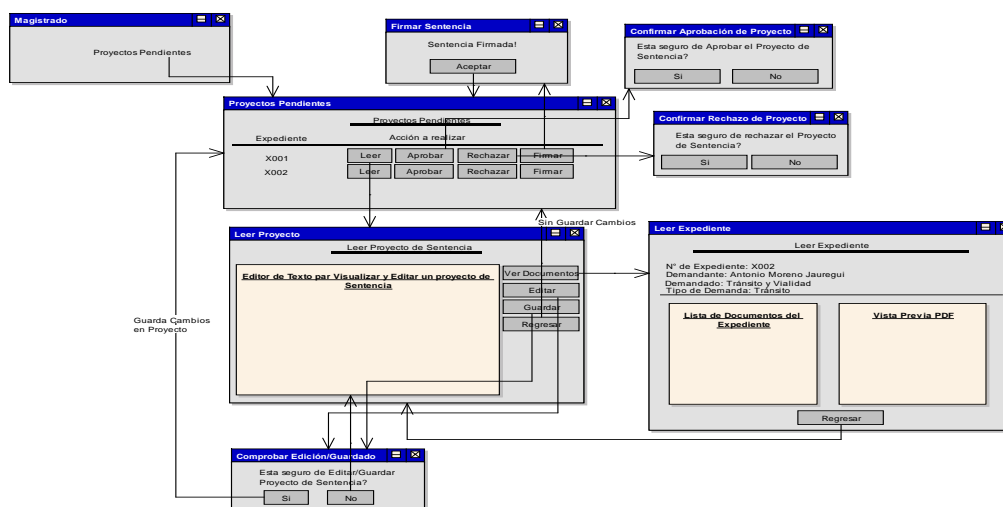 Magistrado
Proyectos Pendientes
Firmar Sentencia
Sentencia Firmada!
Aceptar
Confirmar Aprobación de Proyecto
Esta seguro de Aprobar el Proyecto de
Sentencia?
Si
No
Proyectos Pendientes
Proyectos Pendientes
Expediente
Acción a realizar
X001
Leer
Aprobar
Rechazar
Firmar
X002
Leer
Aprobar
Rechazar
Firmar
Confirmar Rechazo de Proyecto
Esta seguro de rechazar el Proyecto
de Sentencia?
Si
No
Sin Guardar Cambios
Leer Proyecto
Leer Proyecto de Sentencia
Editor de Texto par Visualizar y Editar un proyecto de
Sentencia
Ver Documentos
Editar
Guardar
Regresar
Leer Expediente
Leer Expediente
N° de Expediente: X002
Demandante: Antonio Moreno Jauregui
Demandado: Tránsito y Vialidad
Tipo de Demanda: Tránsito
Lista de Documentos del
Expediente
Vista Previa PDF
Regresar
Guarda Cambios
en Proyecto
Comprobar Edición/Guardado
Esta seguro de Editar/Guardar
Proyecto de Sentencia?
Si
No